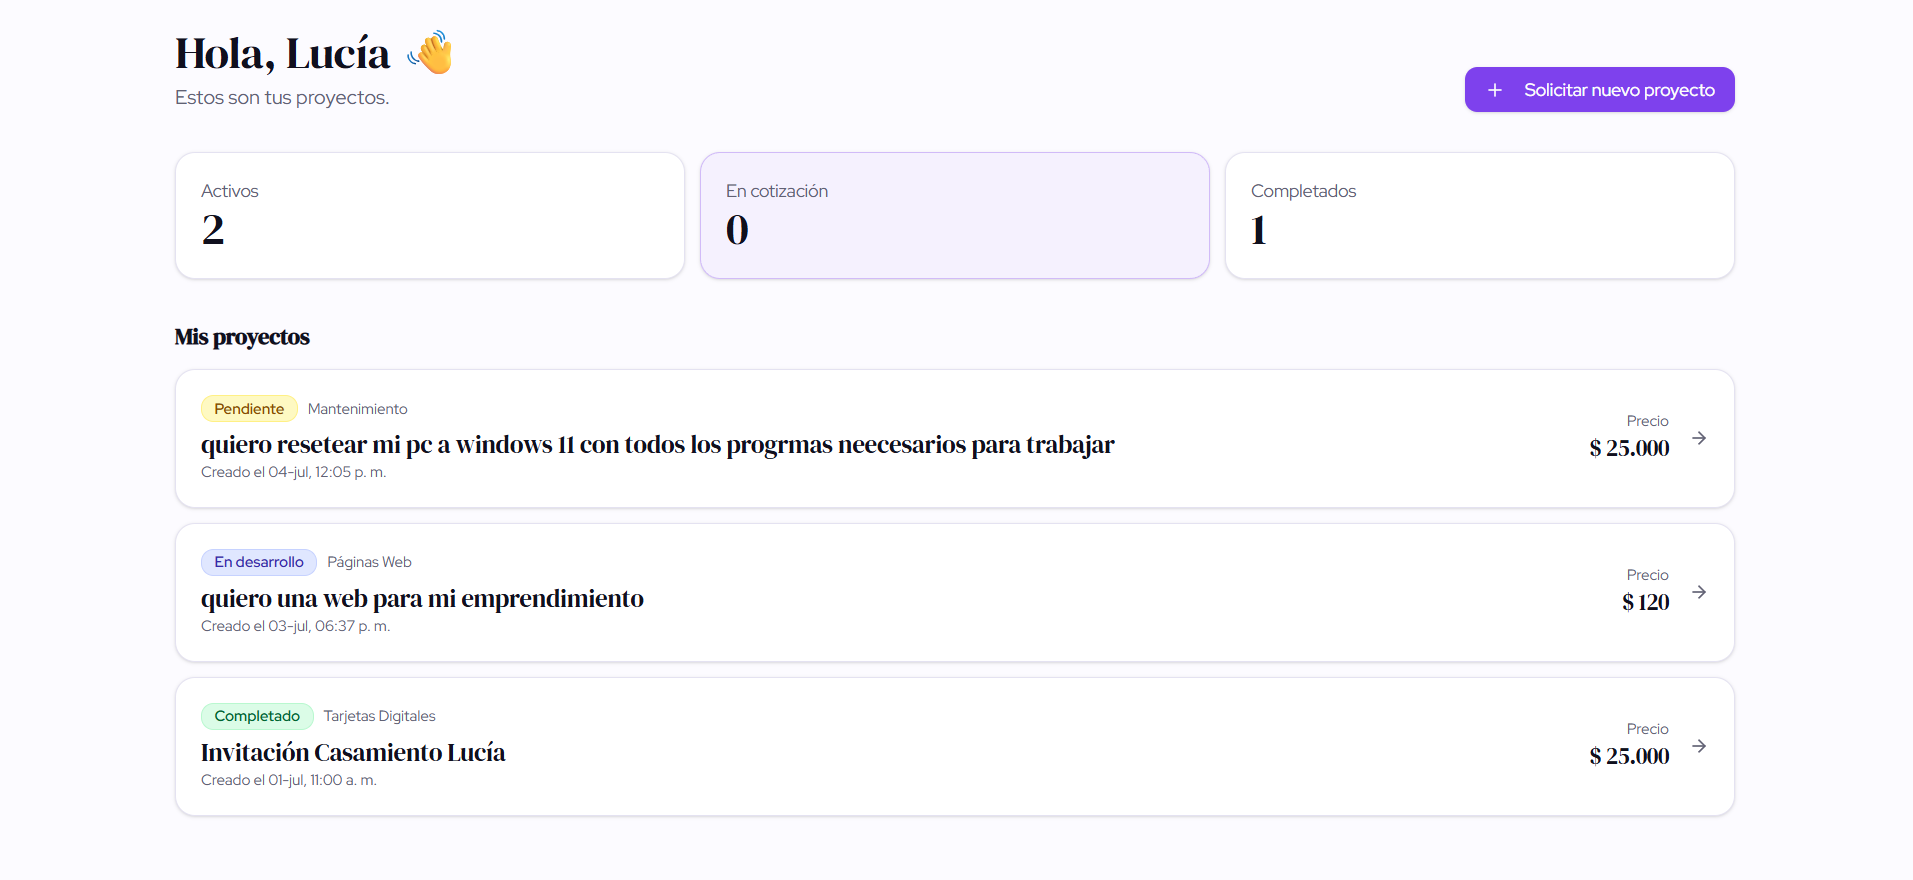 Hola, Lucía 👋
Estos son tus proyectos.
+ Solicitar nuevo proyecto
Activos
2
En cotización
0
Completados
1
Mis proyectos
Pendiente Mantenimiento
quiero resetear mi pc a windows 11 con todos los progrmas neecesarios para trabajar
Creado el 04-jul, 12:05 p. m.
Precio
$ 25.000
En desarrollo Páginas Web
quiero una web para mi emprendimiento
Creado el 03-jul, 06:37 p. m.
Precio
$ 120
Completado Tarjetas Digitales
Invitación Casamiento Lucía
Creado el 01-jul, 11:00 a. m.
Precio
$ 25.000